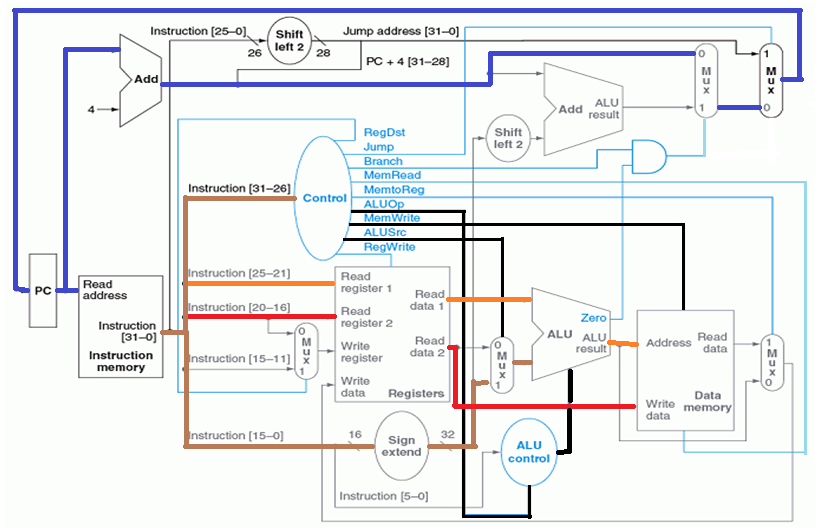 Instruction [25–0]
26
Shift
left 2
28
Jump address [31–0]
PC + 4 [31–28]
Add
4
0
M
u
x
1
1
M
u
x
0
Add
ALU
result
Shift
left 2
RegDst
Jump
Branch
MemRead
MemtoReg
ALUOp
MemWrite
ALUSrc
RegWrite
Control
Instruction [31–26]
Instruction [25–21]
Instruction [20–16]
Instruction [15–11]
Instruction [15–0]
PC
Read
address
Instruction
[31–0]
Instruction
memory
0
M
u
x
1
Read
register 1
Read
register 2
Write
register
Write
data
Read
data 1
Read
data 2
Registers
0
M
u
x
1
Zero
ALU
ALU
result
Address
Read
data
Write
data
Data
memory
1
M
u
x
0
16
Sign
extend
32
ALU
control
Instruction [5–0]